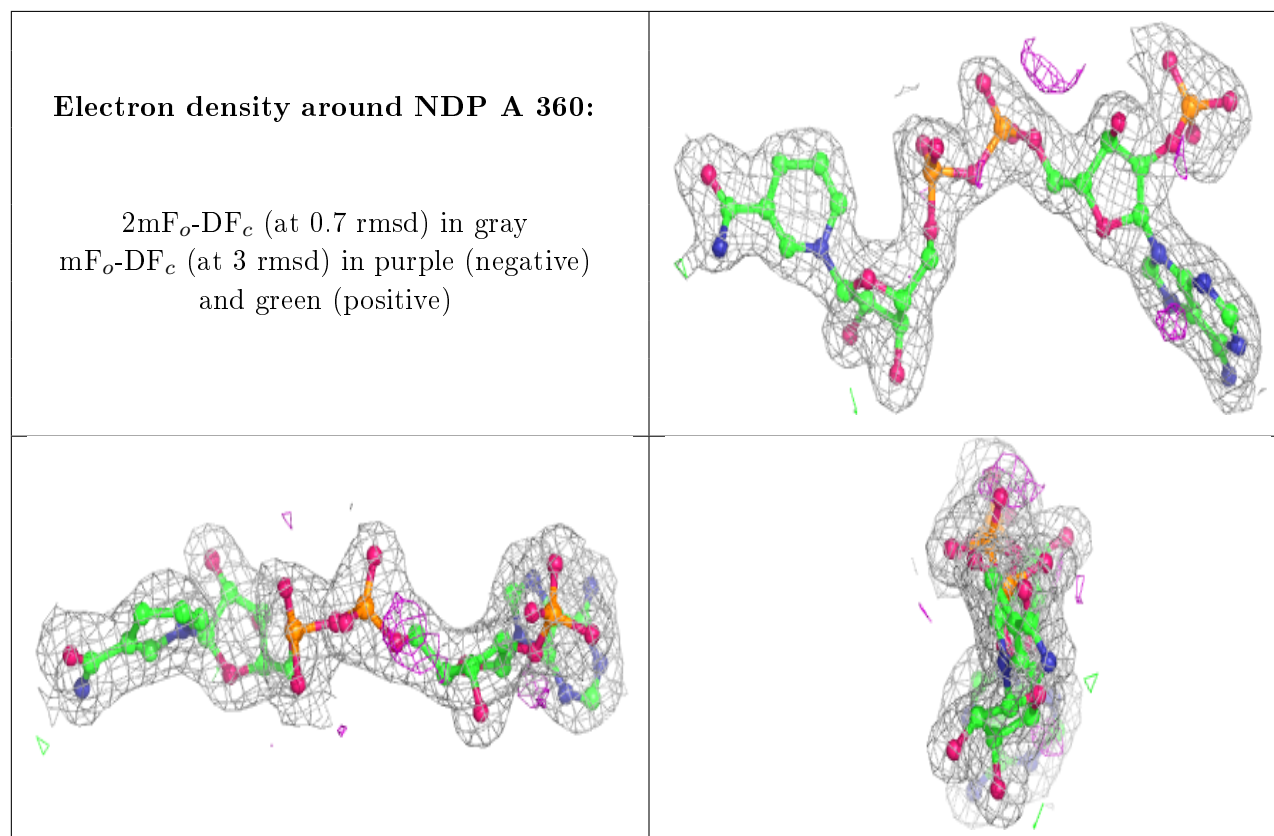 Electron density around NDP A 360:
2mFₒ-DF𝒸 (at 0.7 rmsd) in gray
mFₒ-DF𝒸 (at 3 rmsd) in purple (negative)
and green (positive)